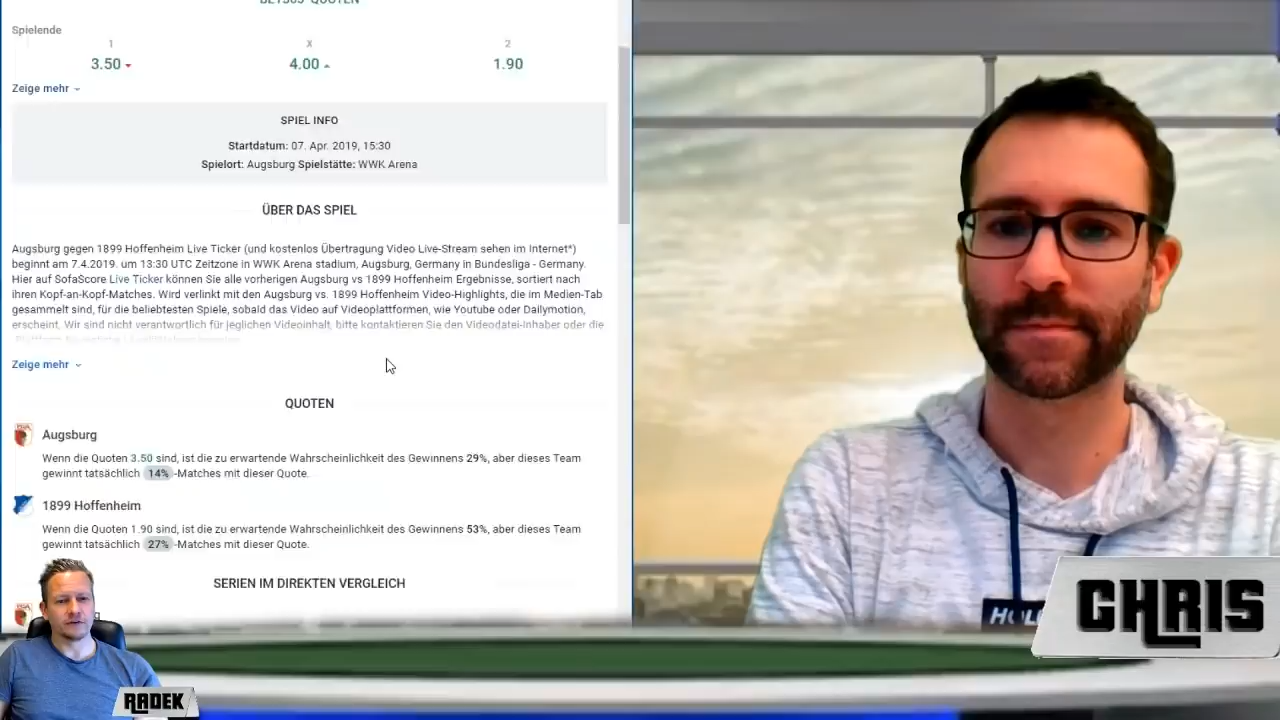 BET365-QUOTEN
Spielende
1 X 2
3.50 4.00 1.90
Zeige mehr
SPIEL INFO
Startdatum: 07. Apr. 2019, 15:30
Spielort: Augsburg Spielstätte: WWK Arena
ÜBER DAS SPIEL
Augsburg gegen 1899 Hoffenheim Live Ticker (und kostenlos Übertragung Video Live-Stream sehen im Internet*)
beginnt am 7.4.2019. um 13:30 UTC Zeitzone in WWK Arena stadium, Augsburg, Germany in Bundesliga - Germany.
Hier auf SofaScore Live Ticker können Sie alle vorherigen Augsburg vs 1899 Hoffenheim Ergebnisse, sortiert nach
ihren Kopf-an-Kopf-Matches. Wird verlinkt mit den Augsburg vs. 1899 Hoffenheim Video-Highlights, die im Medien-Tab
gesammelt sind, für die beliebtesten Spiele, sobald das Video auf Videoplattformen, wie Youtube oder Dailymotion,
erscheint. Wir sind nicht verantwortlich für jeglichen Videoinhalt, bitte kontaktieren Sie den Videodatei-Inhaber oder die
Zeige mehr
QUOTEN
Augsburg
Wenn die Quoten 3.50 sind, ist die zu erwartende Wahrscheinlichkeit des Gewinnens 29%, aber dieses Team
gewinnt tatsächlich 14% -Matches mit dieser Quote.
1899 Hoffenheim
Wenn die Quoten 1.90 sind, ist die zu erwartende Wahrscheinlichkeit des Gewinnens 53%, aber dieses Team
gewinnt tatsächlich 27% -Matches mit dieser Quote.
SERIEN IM DIREKTEN VERGLEICH
CHRIS
RADEK